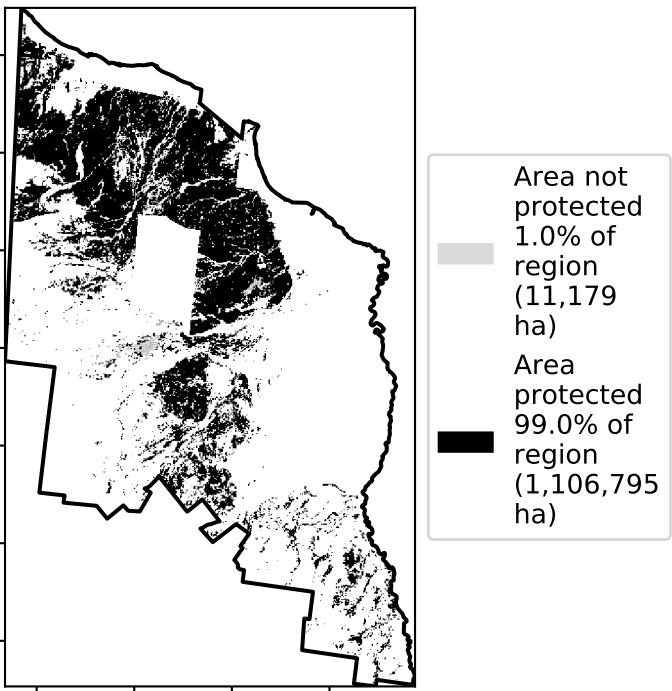 Area not
protected
1.0% of
region
(11,179
ha)
Area
protected
99.0% of
region
(1,106,795
ha)